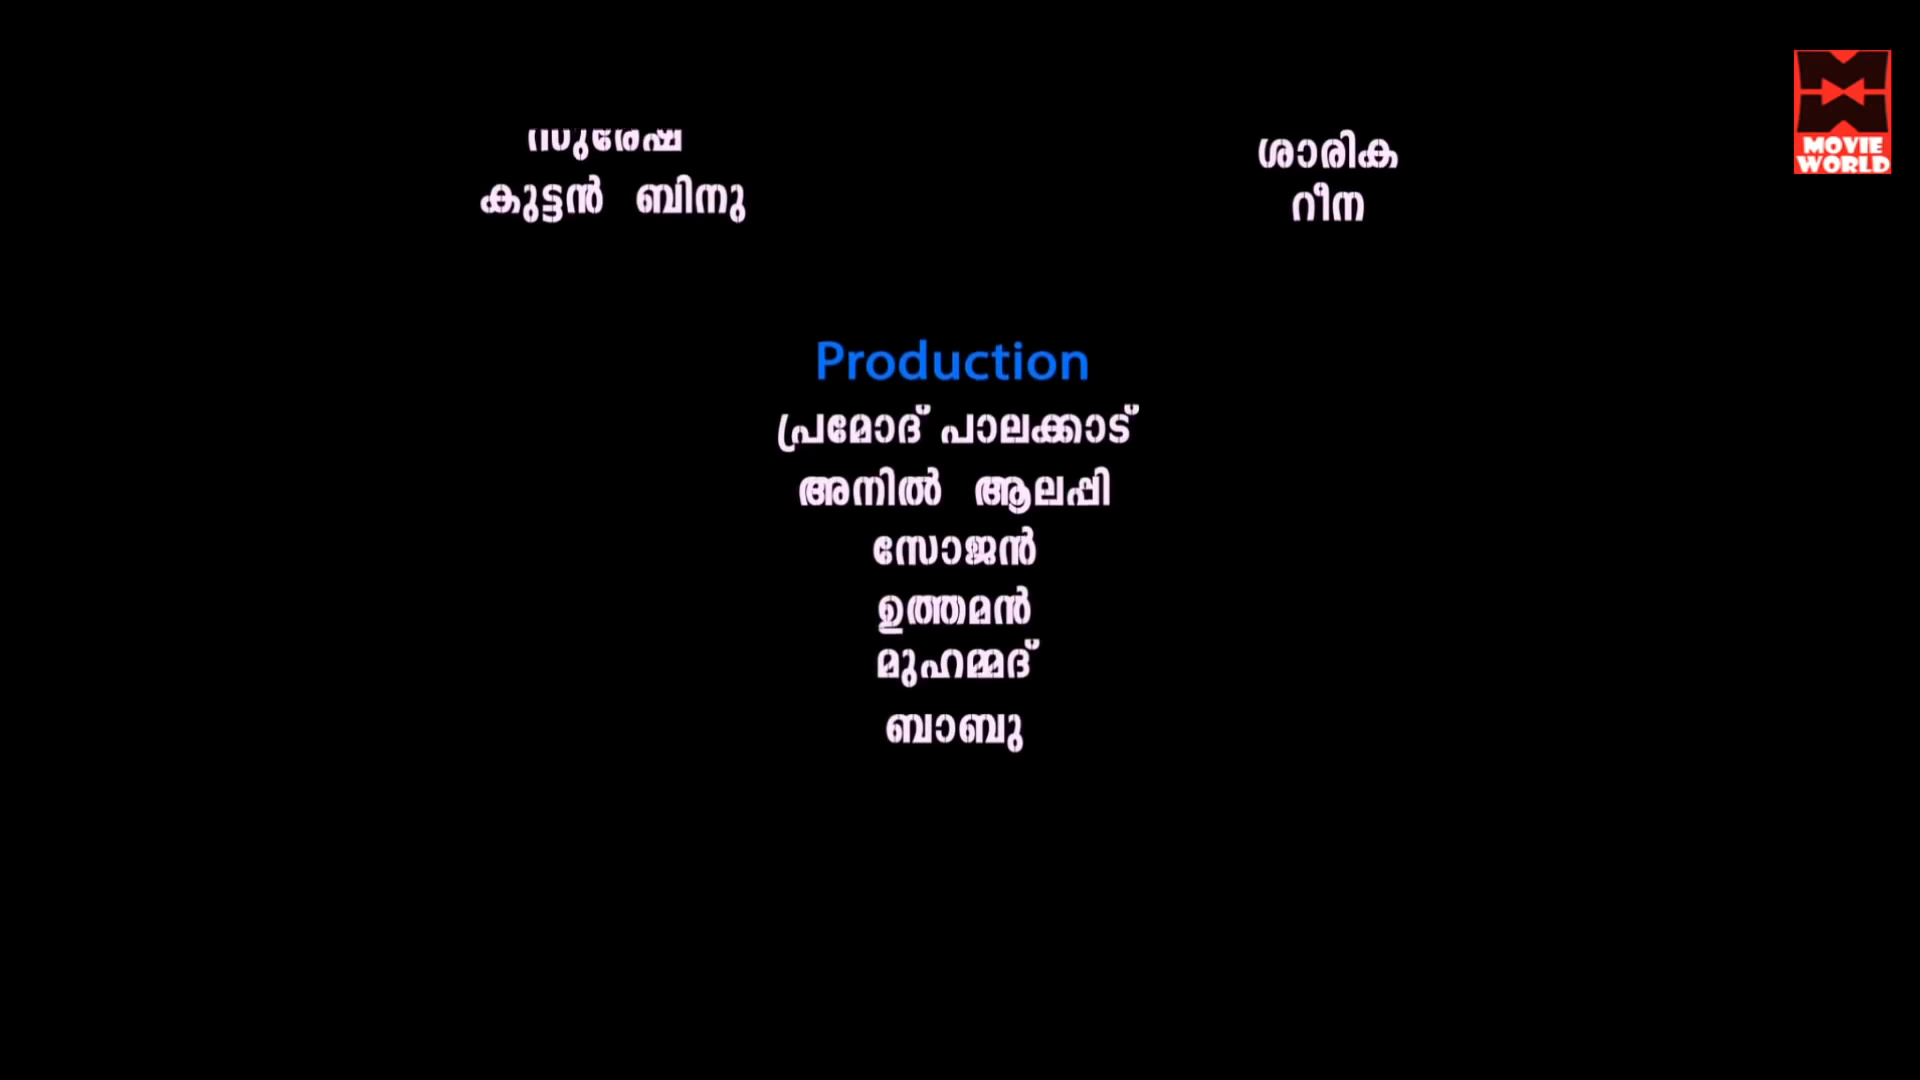 കുട്ടൻ ബിനു
ശാരിക
റീന
Production
പ്രമോദ് പാലക്കാട്
അനിൽ ആലപ്പി
സോജൻ
ഉത്തമൻ
മുഹമ്മദ്
ബാബു
MOVIE
WORLD